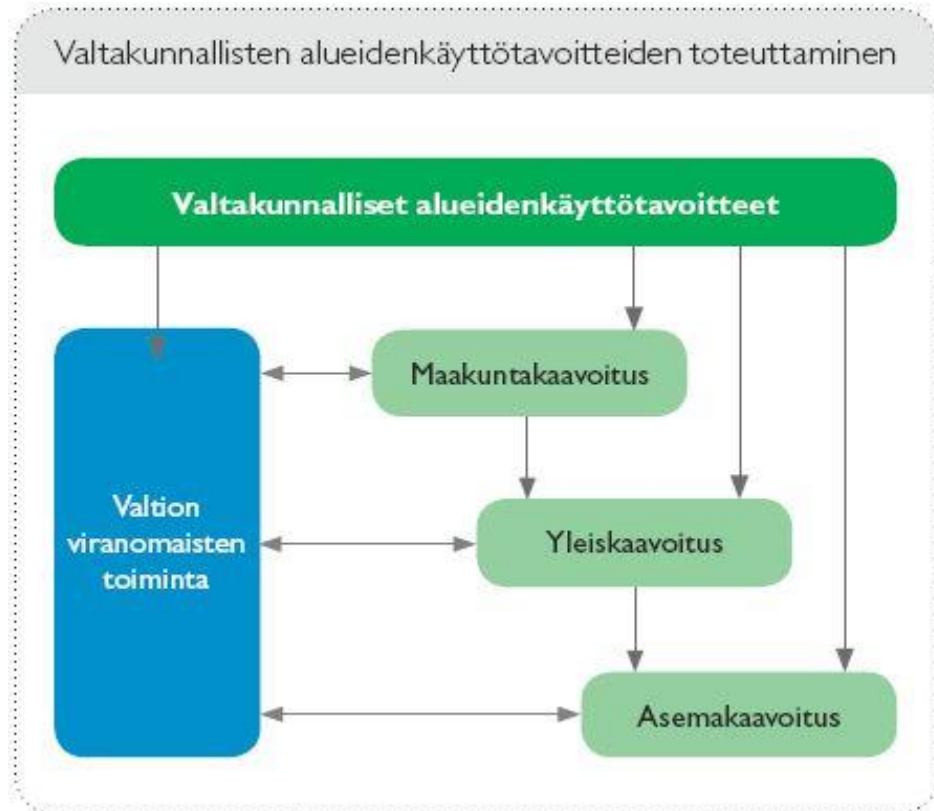 Valtakunnallisten alueidenkäyttötavoitteiden toteuttaminen
Valtakunnalliset alueidenkäyttötavoitteet
Maakuntakaavoitus
Valtion
viranomaisten
toiminta
Yleiskaavoitus
Asemakaavoitus